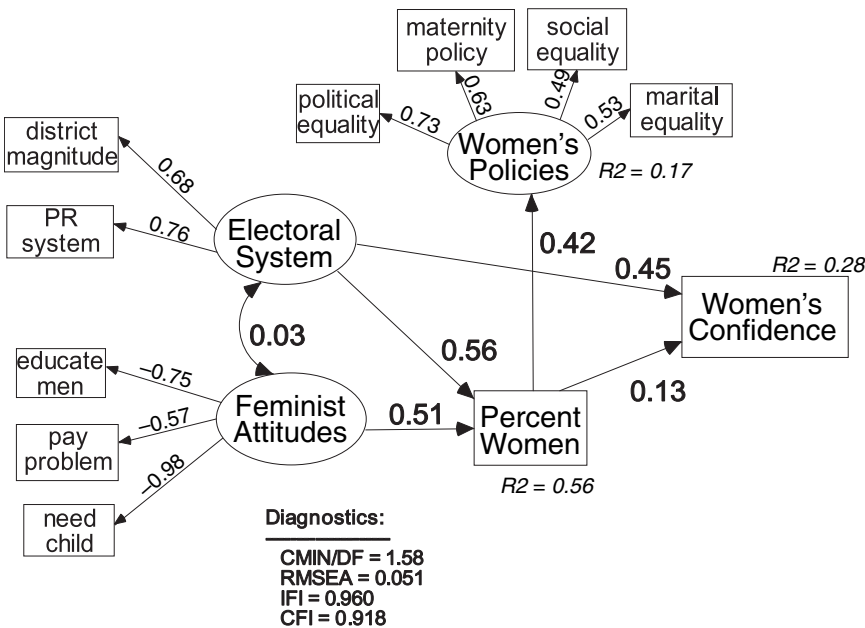 maternity
policy
social
equality
political
equality
marital
equality
0.73
0.63
0.49
0.53
Women's
Policies
R2 = 0.17
district
magnitude
0.68
PR
system
0.76
Electoral
System
0.42
0.45
R2 = 0.28
Women's
Confidence
0.03
0.56
0.13
educate
men
–0.75
pay
problem
–0.57
need
child
–0.98
Feminist
Attitudes
0.51
Percent
Women
R2 = 0.56
Diagnostics:
CMIN/DF = 1.58
RMSEA = 0.051
IFI = 0.960
CFI = 0.918